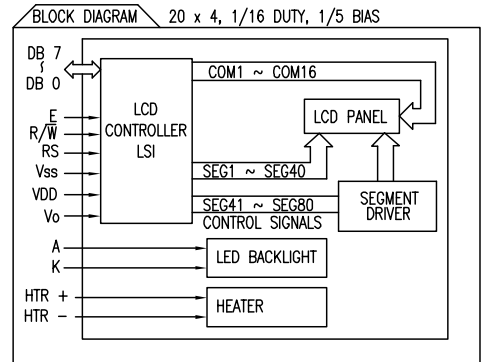 BLOCK DIAGRAM 20 x 4, 1/16 DUTY, 1/5 BIAS
DB 7
~
DB 0
E
R/W̅
RS
Vss
VDD
Vo
A
K
HTR +
HTR –
LCD
CONTROLLER
LSI
COM1 ~ COM16
LCD PANEL
SEG1 ~ SEG40
SEG41 ~ SEG80
CONTROL SIGNALS
SEGMENT
DRIVER
LED BACKLIGHT
HEATER